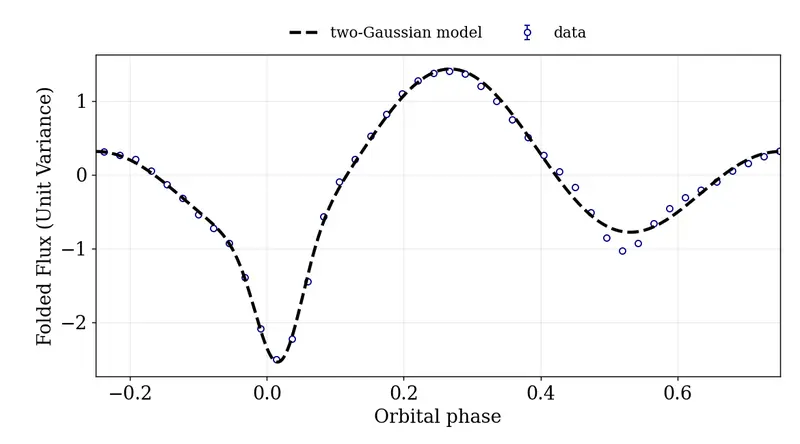 two-Gaussian model
data
Folded Flux (Unit Variance)
1
0
−1
−2
−0.2
0.0
0.2
0.4
0.6
Orbital phase